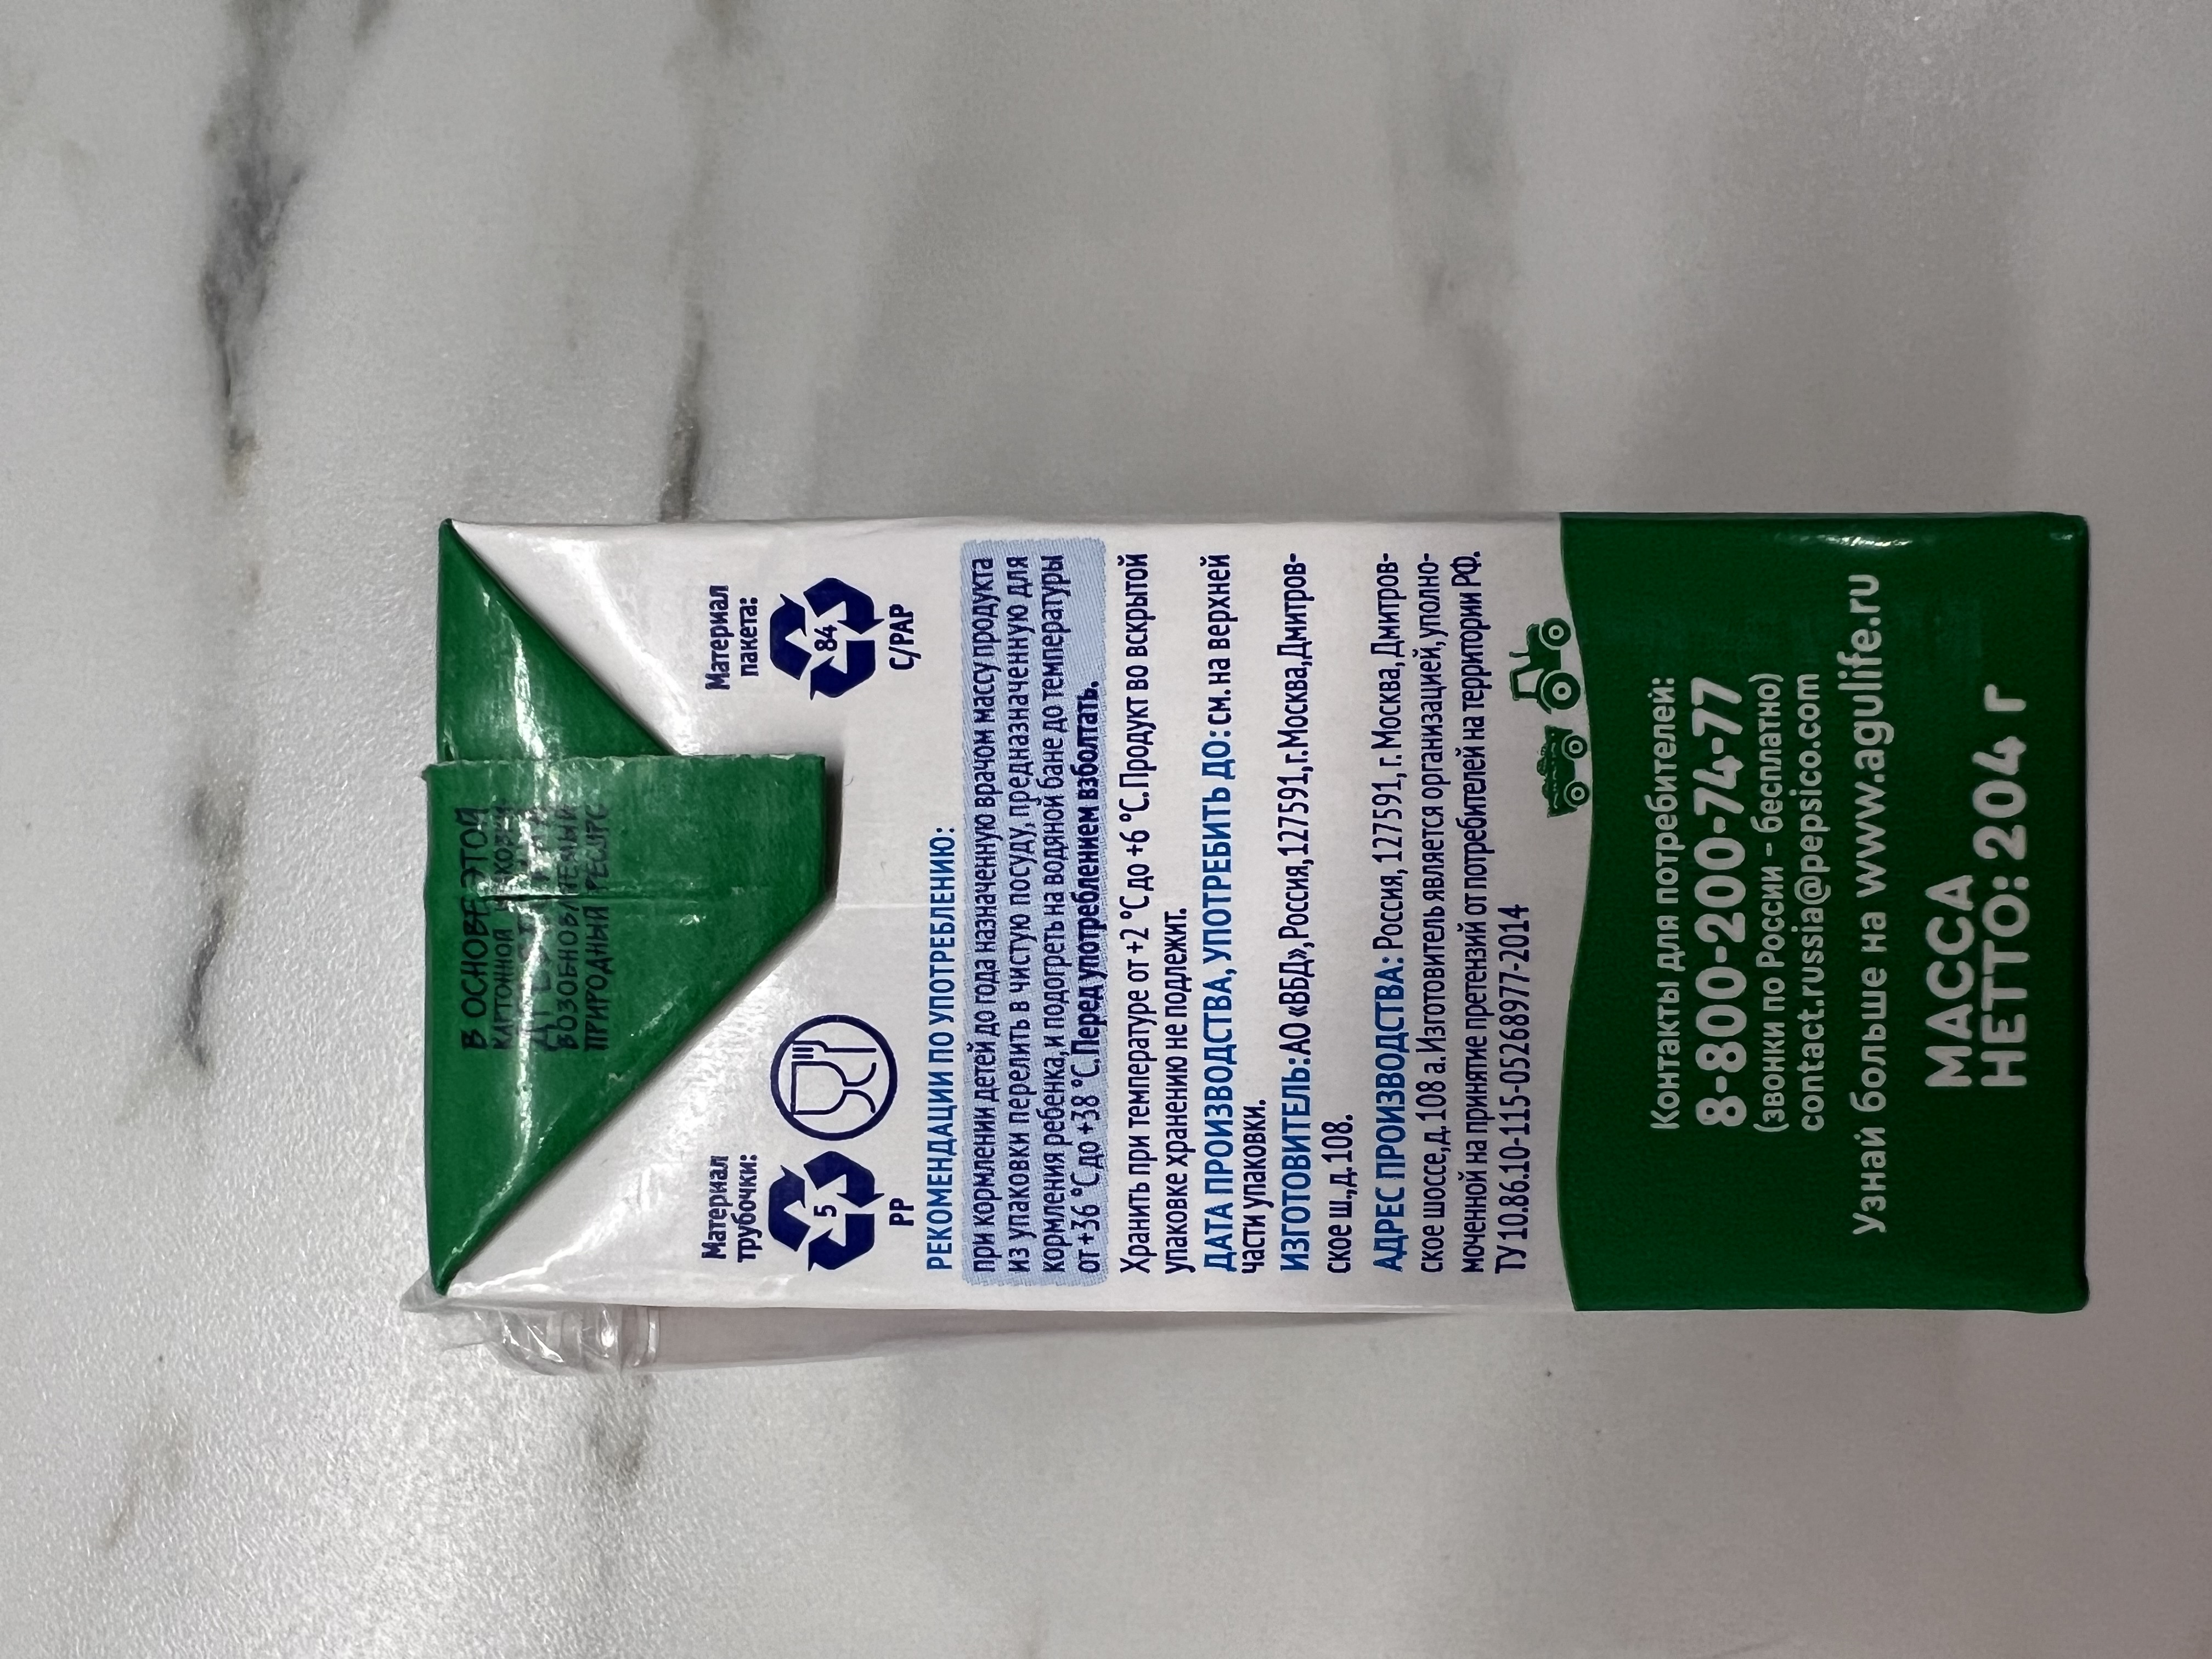 В ОСНОВЕ ЭТОЙ
КАРТОННОЙ УПАКОВКИ
ДЕРЕВО
ВОЗОБНОВЛЯЕМЫЙ
ПРИРОДНЫЙ РЕСУРС
Материал
трубочки:
5
PP
Материал
пакета:
84
C/PAP
РЕКОМЕНДАЦИИ ПО УПОТРЕБЛЕНИЮ:
при кормлении детей до года назначенную врачом массу продукта
из упаковки перелить в чистую посуду, предназначенную для
кормления ребенка, и подогреть на водяной бане до температуры
от +36 °С до +38 °С. Перед употреблением взболтать.
Хранить при температуре от +2 °С до +6 °С. Продукт во вскрытой
упаковке хранению не подлежит.
ДАТА ПРОИЗВОДСТВА, УПОТРЕБИТЬ ДО: см. на верхней
части упаковки.
ИЗГОТОВИТЕЛЬ: АО «ВБД», Россия, 127591, г. Москва, Дмитров-
ское ш., д. 108.
АДРЕС ПРОИЗВОДСТВА: Россия, 127591, г. Москва, Дмитров-
ское шоссе, д. 108 а. Изготовитель является организацией, уполно-
моченной на принятие претензий от потребителей на территории РФ.
ТУ 10.86.10-115-05268977-2014
Контакты для потребителей:
8-800-200-74-77
(звонки по России - бесплатно)
contact.russia@pepsico.com
Узнай больше на www.agulife.ru
МАССА
НЕТТО: 204 г